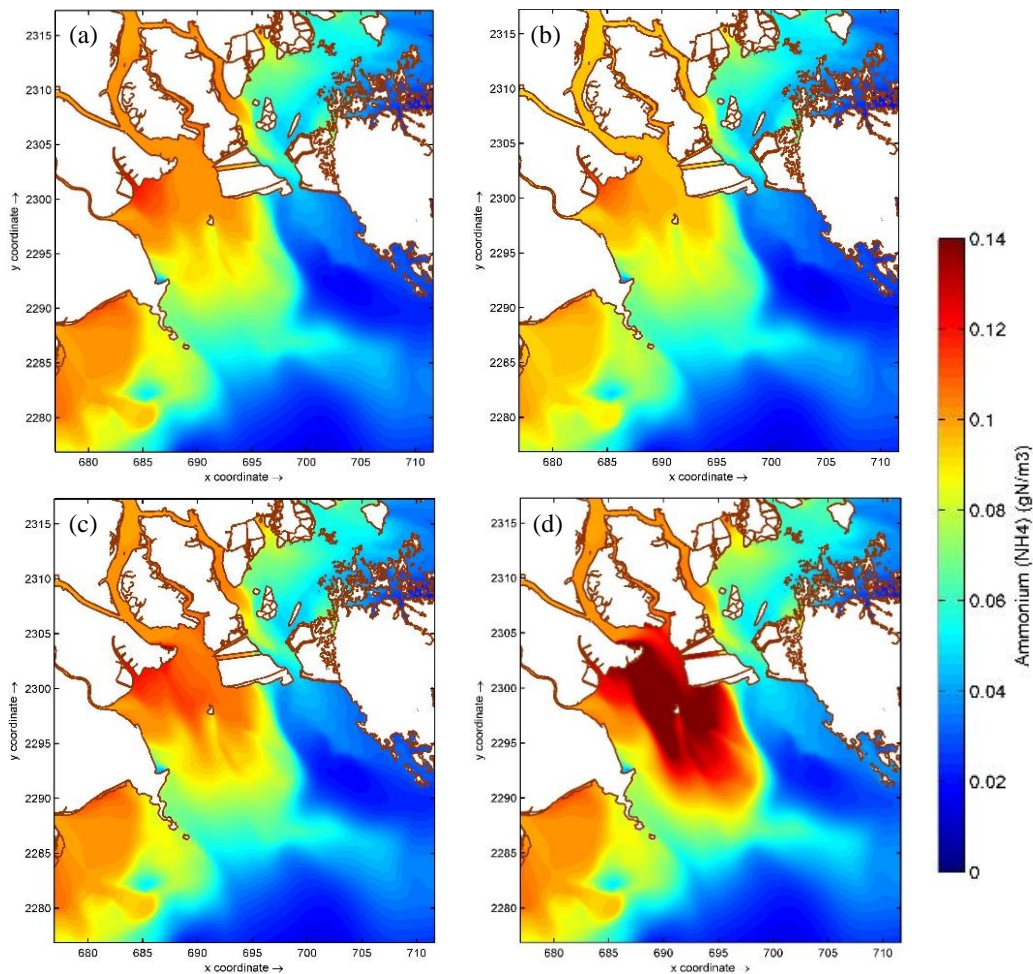 (a)
2315
2310
2305
2300
2295
2290
2285
2280
y coordinate →
680 685 690 695 700 705 710
x coordinate →
(b)
2315
2310
2305
2300
2295
2290
2285
2280
y coordinate →
680 685 690 695 700 705 710
x coordinate →
(c)
2315
2310
2305
2300
2295
2290
2285
2280
y coordinate →
680 685 690 695 700 705 710
x coordinate →
(d)
2315
2310
2305
2300
2295
2290
2285
2280
y coordinate →
680 685 690 695 700 705 710
x coordinate →
0.14
0.12
0.1
0.08
0.06
0.04
0.02
0
Ammonium (NH4) (gN/m3)